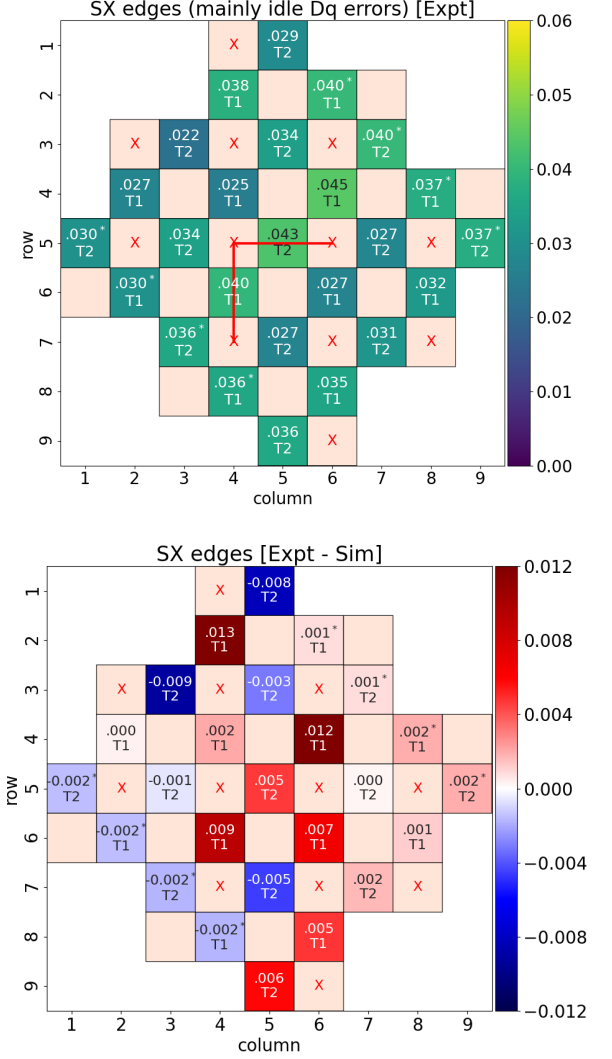 SX edges (mainly idle Dq errors) [Expt]
0.06
1 X .029 T2
2 .038 T1 .040* T1
0.05
3 X .022 T2 X .034 T2 X .040* T2
4 .027 T1 .025 T1 .045 T1 .037* T1
0.04
row
5 .030* T2 X .034 T2 X .043 T2 X .027 T2 X .037* T2
0.03
6 .030* T1 .040 T1 .027 T1 .032 T1
0.02
7 .036* T2 X .027 T2 .031 T2 X
8 .036* T1 .035 T1
0.01
9 .036 T2 X
0.00
1 2 3 4 5 6 7 8 9
column
SX edges [Expt - Sim]
0.012
1 X -0.008 T2
2 .013 T1 .001* T1
0.008
3 X -0.009 T2 X -0.003 T2 X .001* T2
4 .000 T1 .002 T1 .012 T1 .002* T1
0.004
row
5 -0.002* T2 X -0.001 T2 X .005 T2 X .000 T2 X .002* T2
0.000
6 -0.002* T1 .009 T1 .007 T1 .001 T1
-0.004
7 -0.002* T2 X -0.005 T2 X .002 T2 X
8 -0.002* T1 .005 T1
-0.008
9 .006 T2 X
-0.012
1 2 3 4 5 6 7 8 9
column